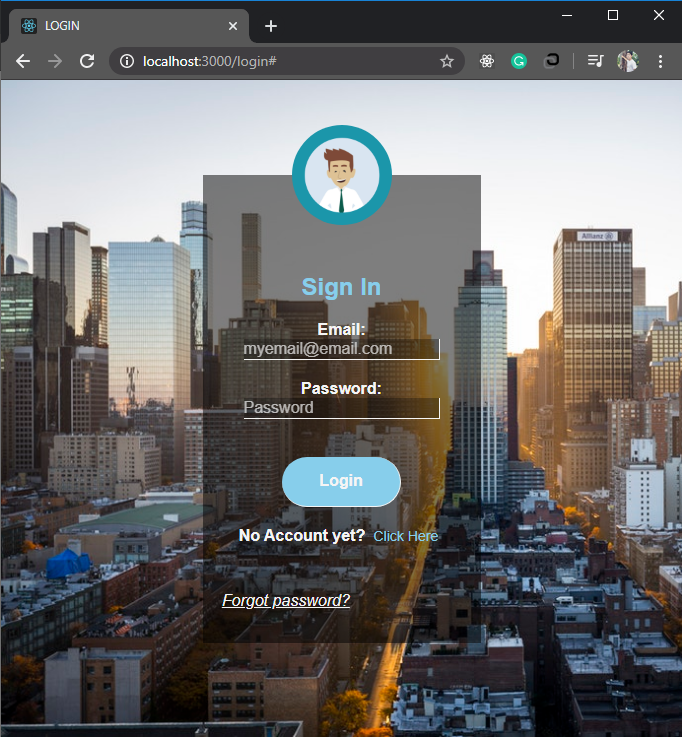 LOGIN
localhost:3000/login#
Allianz
Sign In
Email:
myemail@email.com
Password:
Password
Login
No Account yet? Click Here
Forgot password?